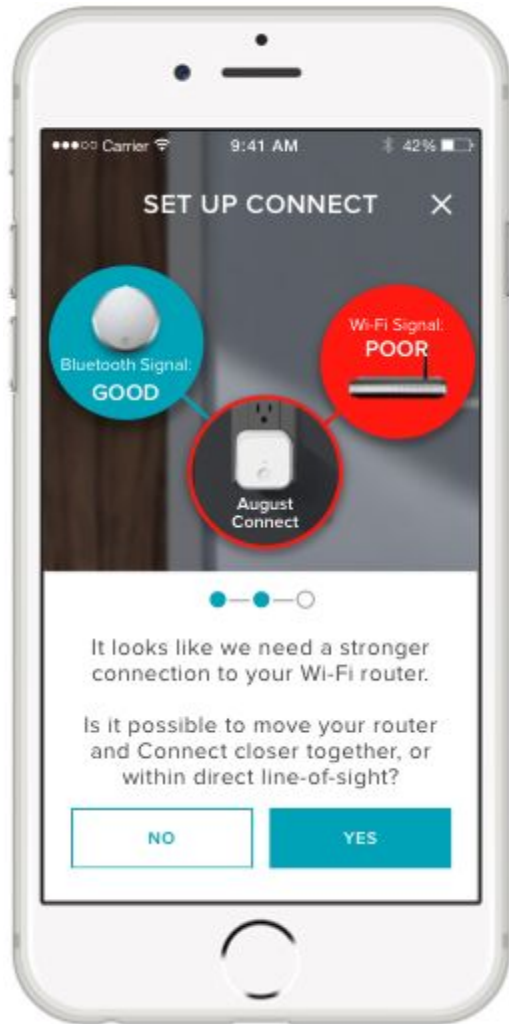 Carrier 9:41 AM 42%
SET UP CONNECT
Wi-Fi Signal:
POOR
Bluetooth Signal:
GOOD
August
Connect
It looks like we need a stronger
connection to your Wi-Fi router.
Is it possible to move your router
and Connect closer together, or
within direct line-of-sight?
NO YES